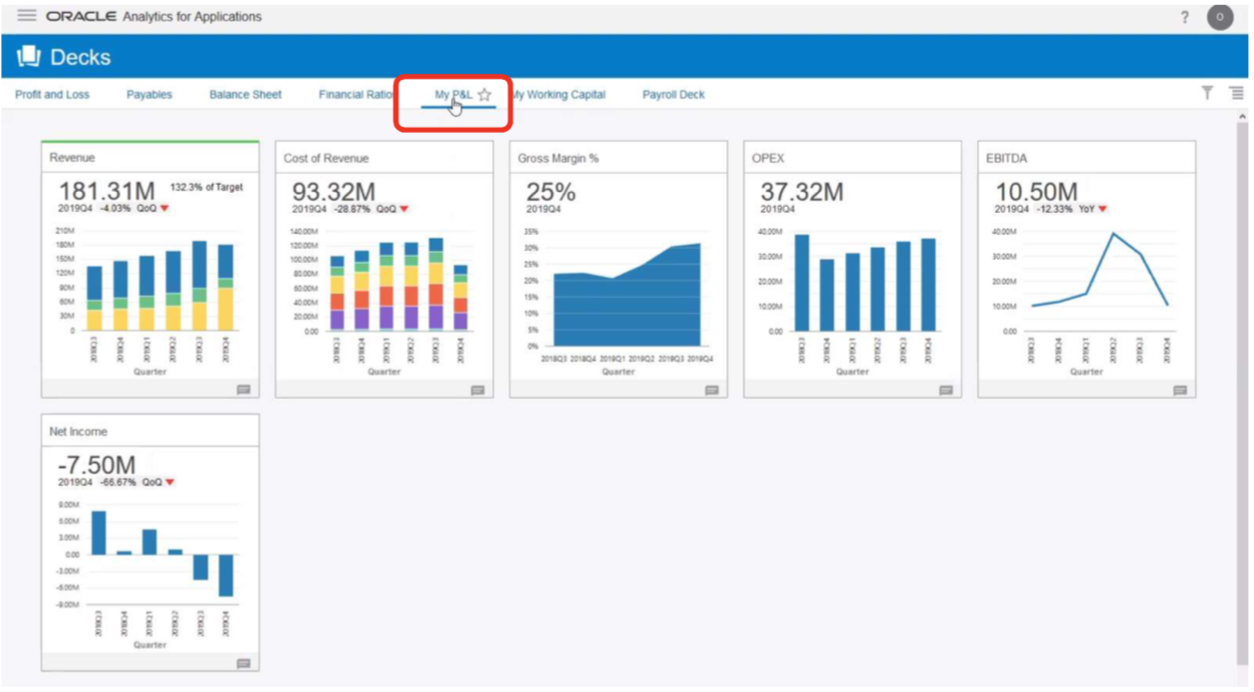 ORACLE Analytics for Applications
?
O
Decks
Profit and Loss
Payables
Balance Sheet
Financial Ratio
My P&L
My Working Capital
Payroll Deck
Revenue
181.31M
132.3% of Target
2019Q4 -4.03% QoQ
210M
180M
150M
120M
90M
60M
30M
0
2018Q3
2018Q4
2019Q1
2019Q2
2019Q3
2019Q4
Quarter
Cost of Revenue
93.32M
2019Q4 -28.87% QoQ
140.00M
120.00M
100.00M
80.00M
60.00M
40.00M
20.00M
0.00
2018Q3
2018Q4
2019Q1
2019Q2
2019Q3
2019Q4
Quarter
Gross Margin %
25%
2019Q4
35%
30%
25%
20%
15%
10%
5%
0%
2018Q3 2018Q4 2019Q1 2019Q2 2019Q3 2019Q4
Quarter
OPEX
37.32M
2019Q4
40.00M
30.00M
20.00M
10.00M
0.00
2018Q3
2018Q4
2019Q1
2019Q2
2019Q3
2019Q4
Quarter
EBITDA
10.50M
2019Q4 -12.33% YoY
40.00M
30.00M
20.00M
10.00M
0.00
2018Q3
2018Q4
2019Q1
2019Q2
2019Q3
2019Q4
Quarter
Net Income
-7.50M
2019Q4 -66.67% QoQ
9.00M
6.00M
3.00M
0.00
-3.00M
-6.00M
-9.00M
2018Q3
2018Q4
2019Q1
2019Q2
2019Q3
2019Q4
Quarter